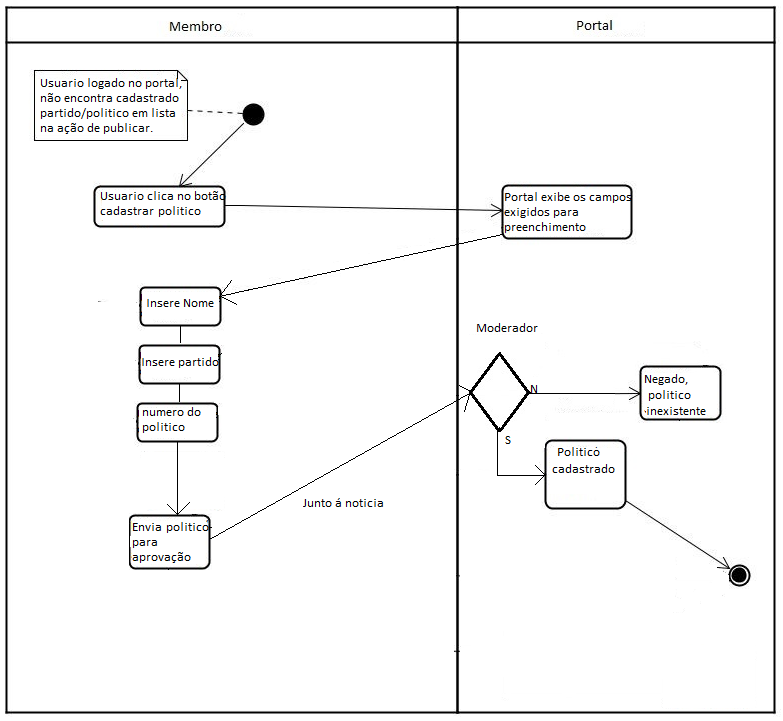 Membro
Portal
Usuario logado no portal,
não encontra cadastrado
partido/politico em lista
na ação de publicar.
Usuario clica no botão
cadastrar politico
Portal exibe os campos
exigidos para
preenchimento
Insere Nome
Insere partido
numero do
politico
Envia politico
para
aprovação
Junto á noticia
Moderador
N
S
Negado,
politico
inexistente
Politico
cadastrado